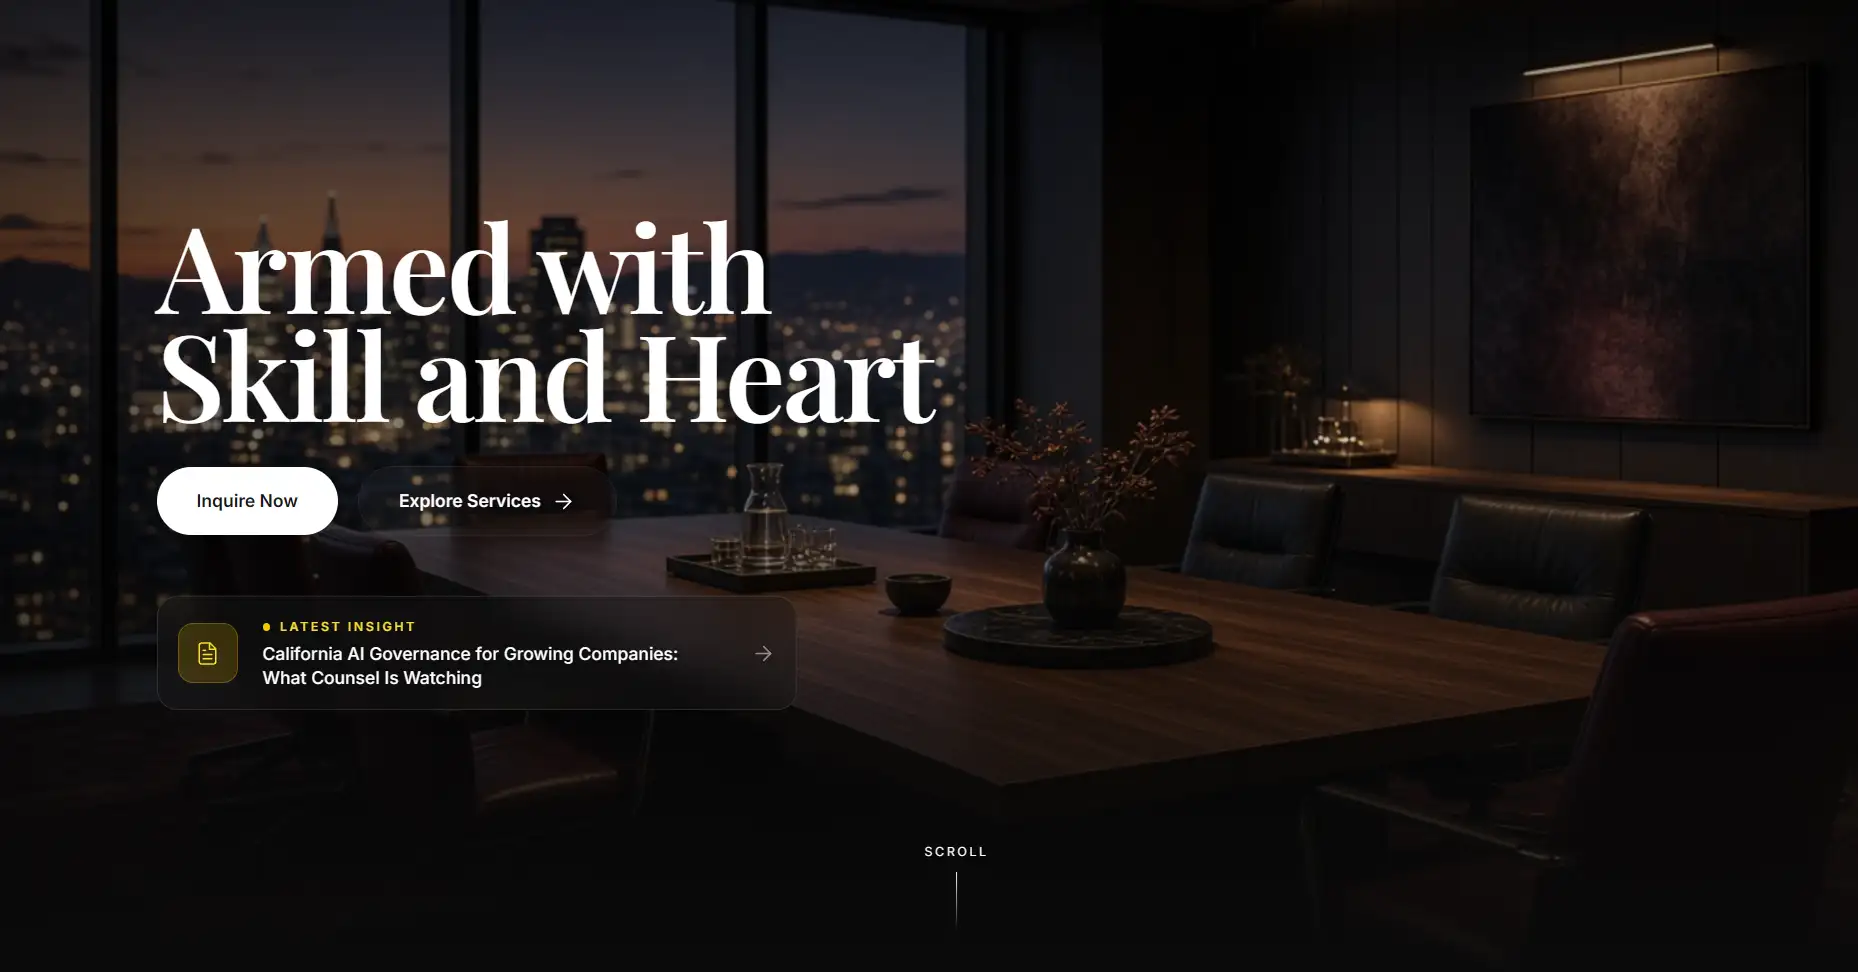 Armed with
Skill and Heart
Inquire Now
Explore Services
LATEST INSIGHT
California AI Governance for Growing Companies:
What Counsel Is Watching
SCROLL